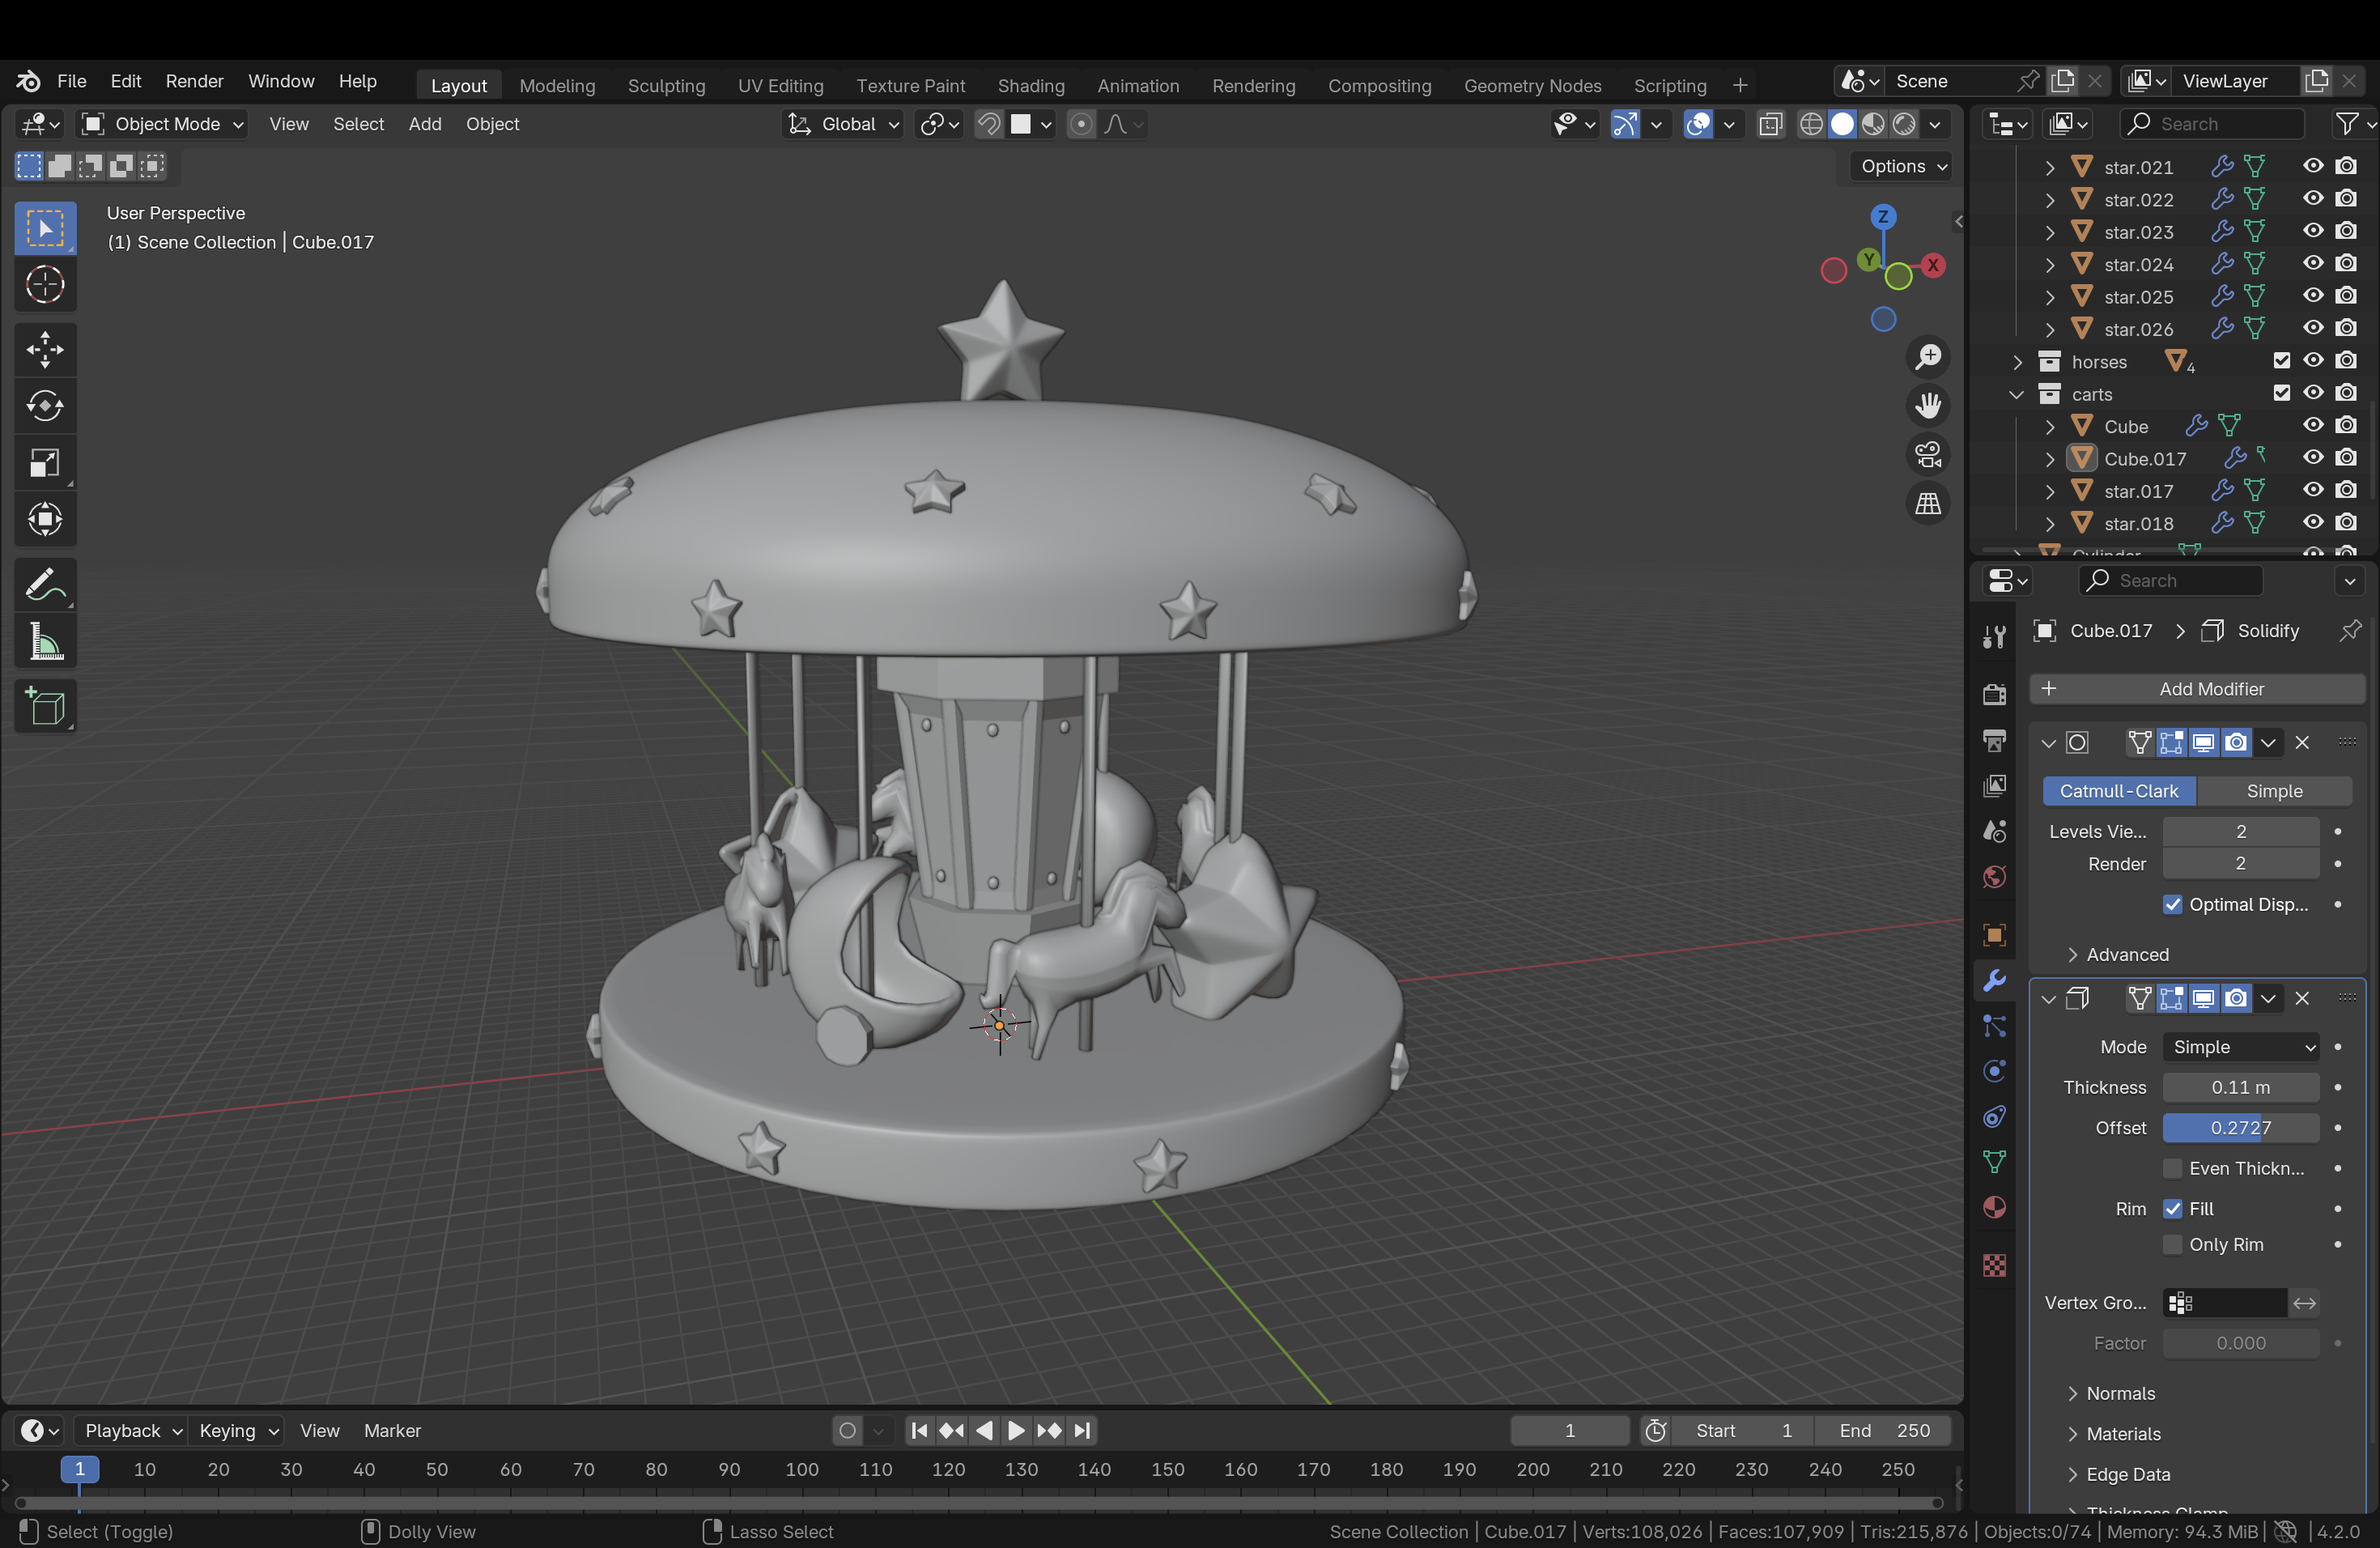 File Edit Render Window Help Layout Modeling Sculpting UV Editing Texture Paint Shading Animation Rendering Compositing Geometry Nodes Scripting + Scene ViewLayer
Object Mode View Select Add Object Global Search
Options
User Perspective
(1) Scene Collection | Cube.017
Z
Y
X
star.021
star.022
star.023
star.024
star.025
star.026
horses 4
carts
Cube
Cube.017
star.017
star.018
Cylinder
Search
Cube.017 > Solidify
+ Add Modifier
Catmull-Clark Simple
Levels Vie... 2
Render 2
Optimal Disp...
Advanced
Mode Simple
Thickness 0.11 m
Offset 0.2727
Even Thickn...
Rim Fill
Only Rim
Vertex Gro...
Factor 0.000
Normals
Materials
Edge Data
Thickness Clamp
Playback Keying View Marker 1 Start 1 End 250
1 10 20 30 40 50 60 70 80 90 100 110 120 130 140 150 160 170 180 190 200 210 220 230 240 250
Select (Toggle) Dolly View Lasso Select Scene Collection | Cube.017 | Verts:108,026 | Faces:107,909 | Tris:215,876 | Objects:0/74 | Memory: 94.3 MiB | 4.2.0